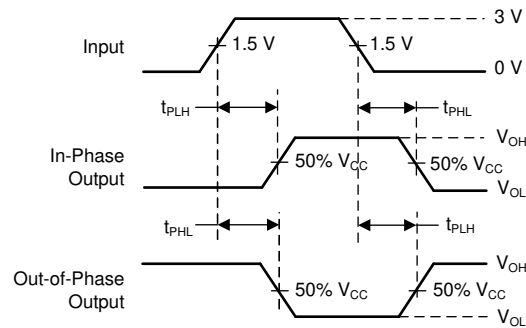 3 V
Input
1.5 V
1.5 V
0 V
tPLH
tPHL
VOH
In-Phase
Output
50% VCC
50% VCC
VOL
tPHL
tPLH
VOH
Out-of-Phase
Output
50% VCC
50% VCC
VOL